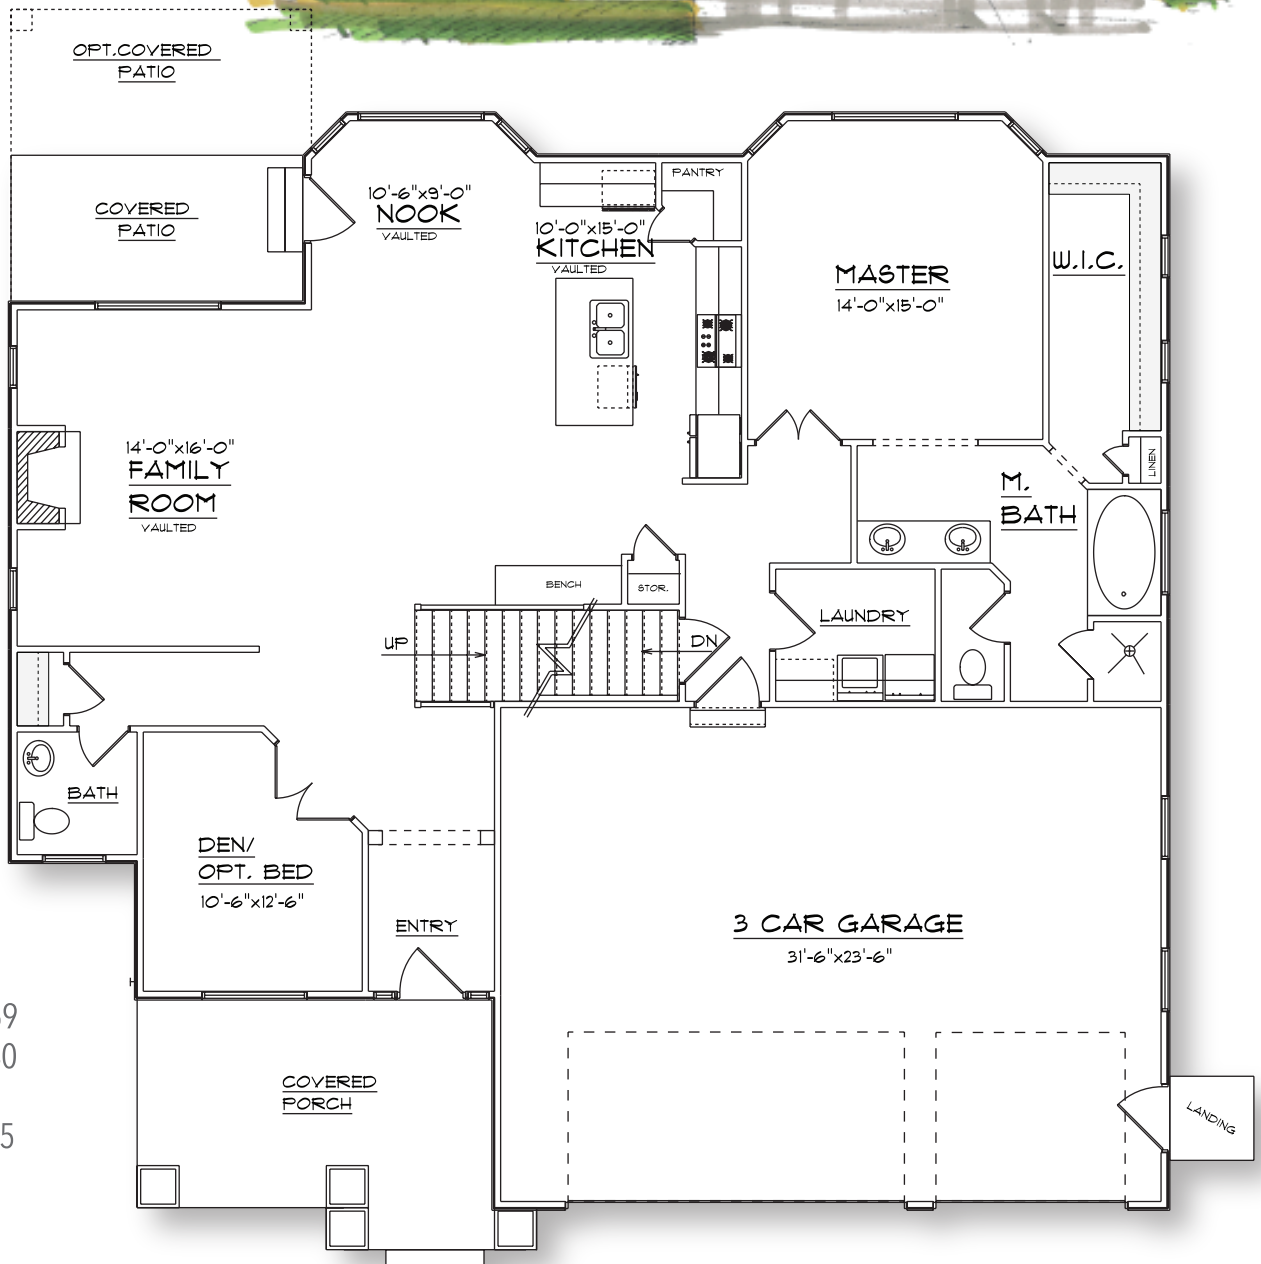 OPT.COVERED
PATIO
COVERED
PATIO
10'-6"x9'-0"
NOOK
VAULTED
10'-0"x15'-0"
KITCHEN
VAULTED
PANTRY
MASTER
14'-0"x15'-0"
W.I.C.
14'-0"x16'-0"
FAMILY
ROOM
VAULTED
LINEN
M.
BATH
BENCH
STOR.
UP
DN
LAUNDRY
BATH
DEN/
OPT. BED
10'-6"x12'-6"
ENTRY
3 CAR GARAGE
31'-6"x23'-6"
9
0
5
COVERED
PORCH
LANDING